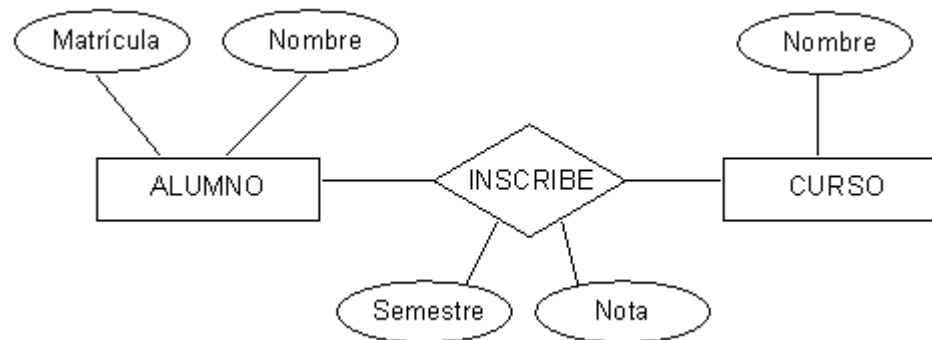 Matrícula
Nombre
Nombre
ALUMNO
INSCRIBE
CURSO
Semestre
Nota